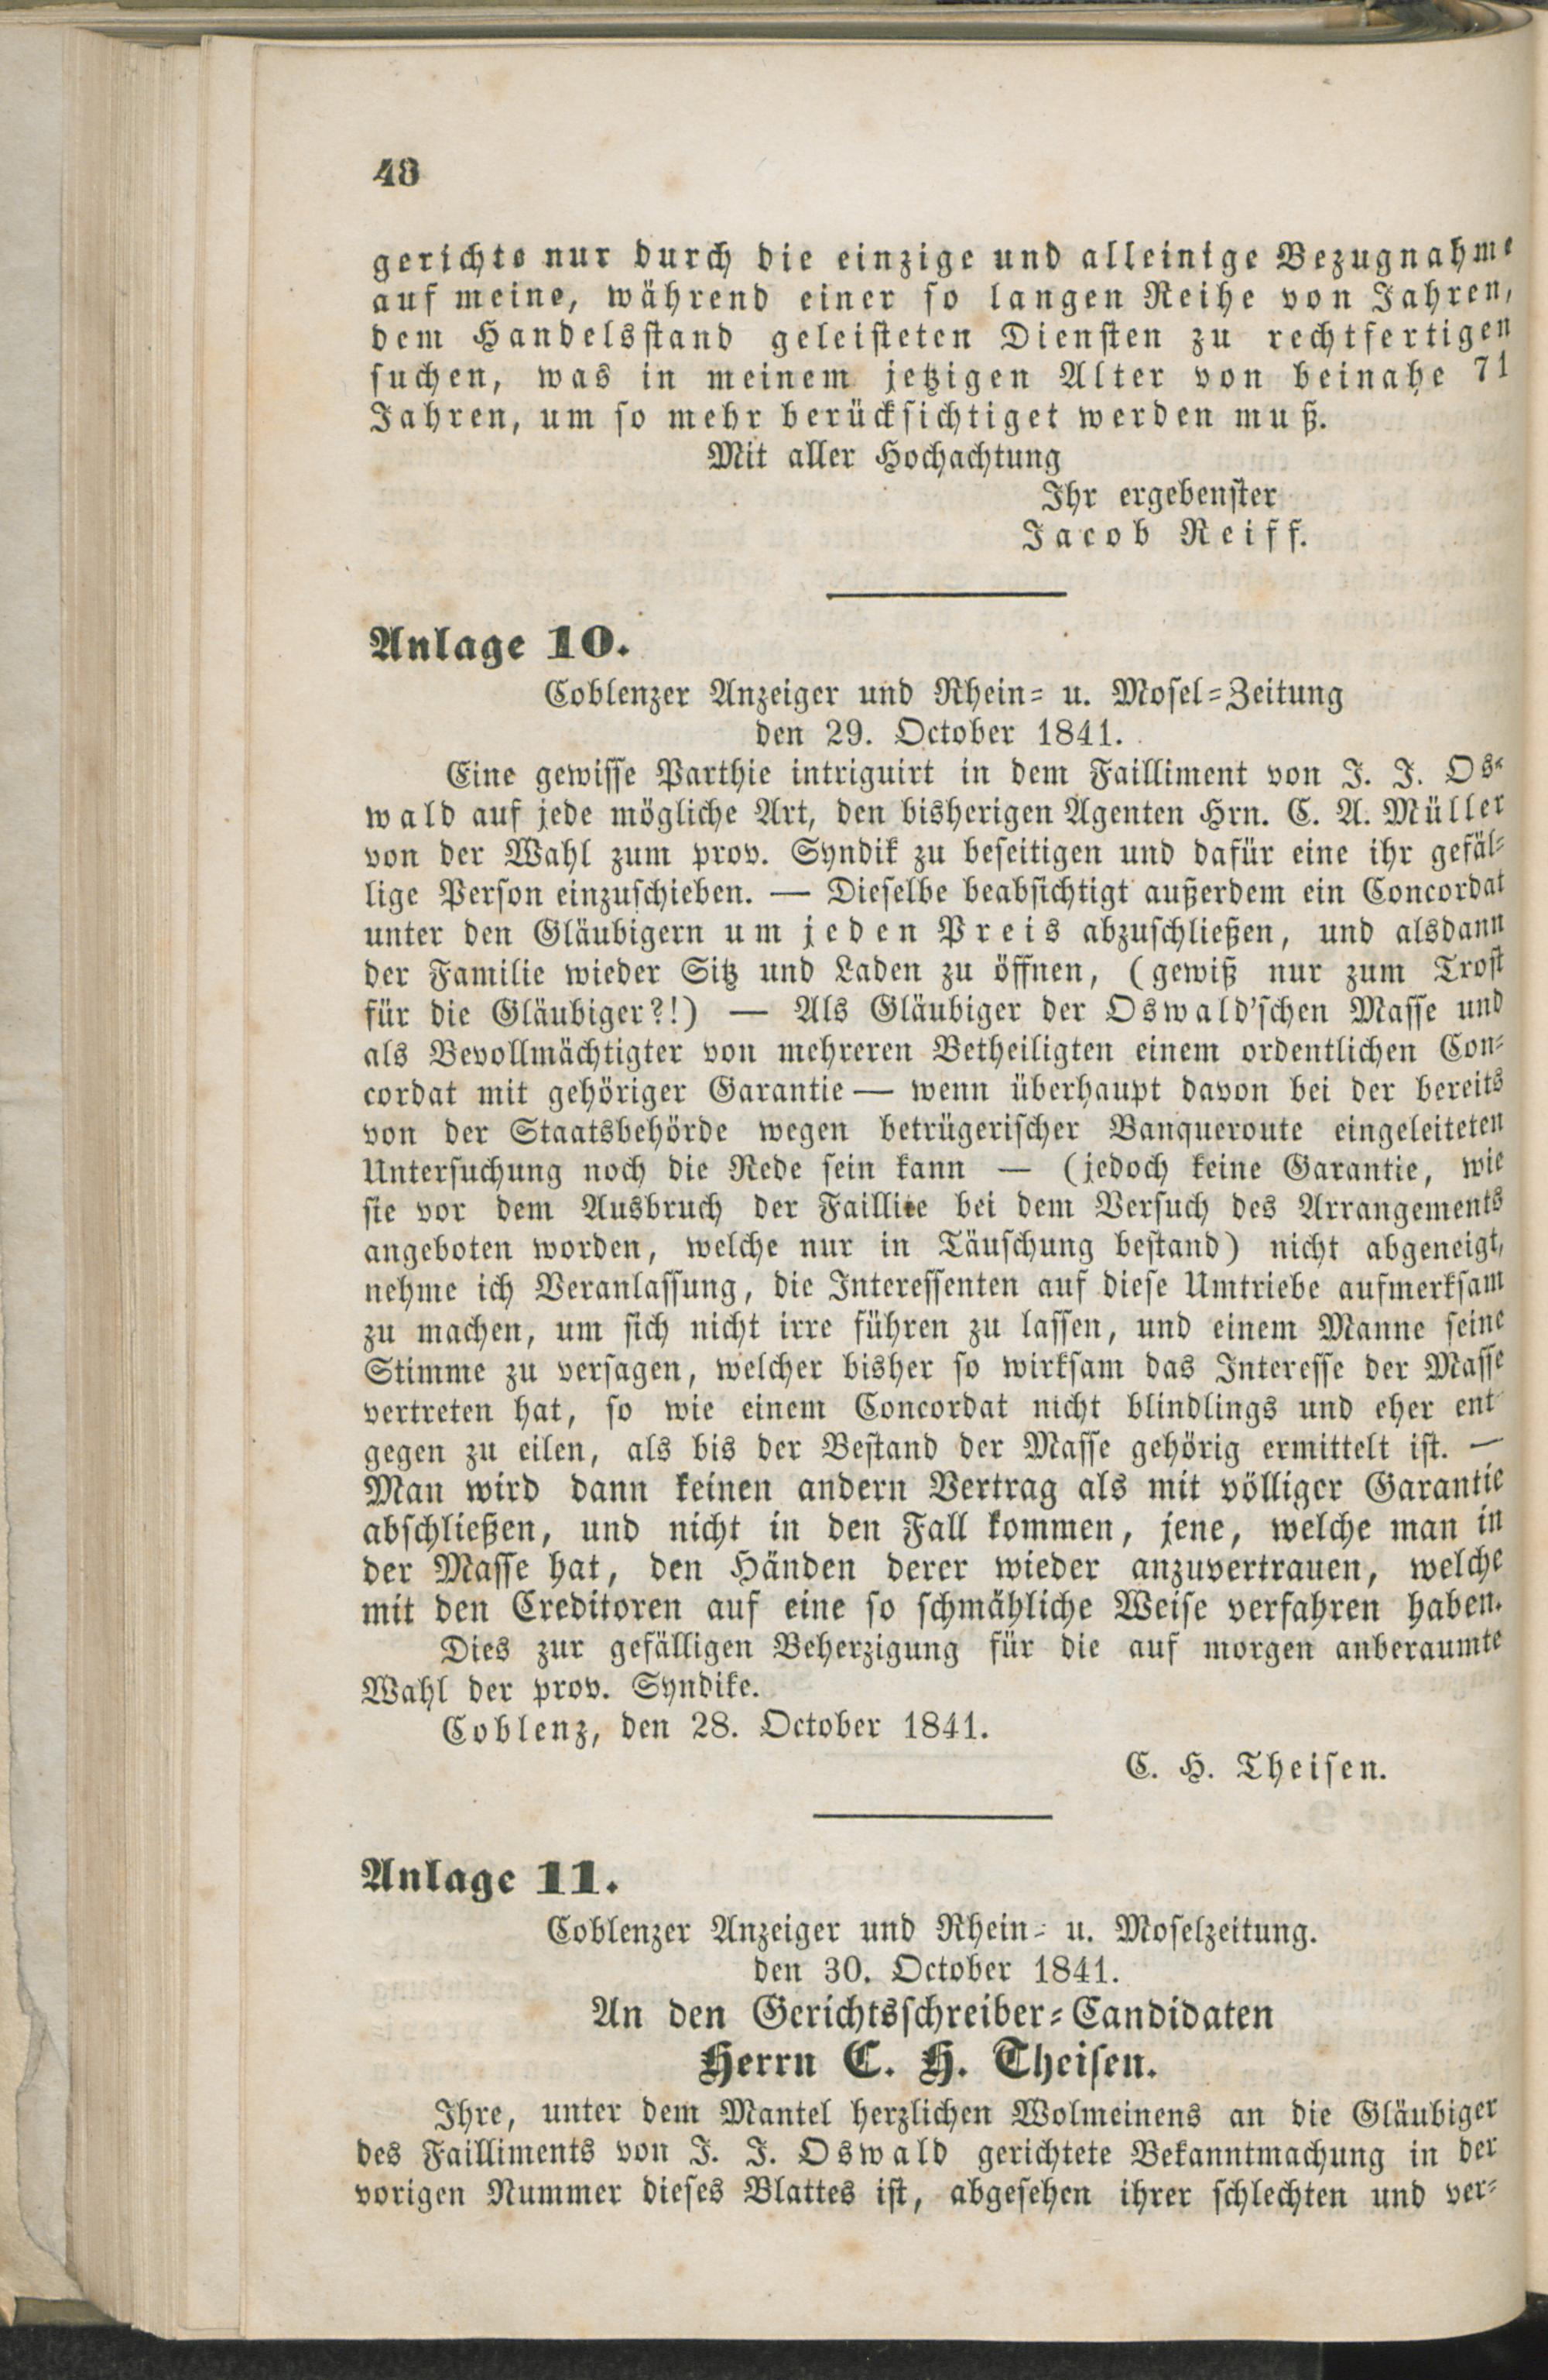 48
gerichts nur durch die einzige und alleinige Bezugnahme
auf meine, während einer so langen Reihe von Jahren,
dem Handelsstand geleisteten Diensten zu rechtfertigen
suchen, was in meinem jetzigen Alter von beinahe 71
Jahren, um so mehr berücksichtiget werden muß.
Mit aller Hochachtung
Ihr ergebenster
Jacob Reiff.
Anlage 10.
Coblenzer Anzeiger und Rhein- u. Mosel-Zeitung
den 29. October 1841.
Eine gewisse Parthie intriguirt in dem Failliment von J. J. Os-
wald auf jede mögliche Art, den bisherigen Agenten Hrn. C. A. Müller
von der Wahl zum prov. Syndik zu beseitigen und dafür eine ihr gefäl-
lige Person einzuschieben. — Dieselbe beabsichtigt außerdem ein Concordat
unter den Gläubigern um jeden Preis abzuschließen, und alsdann
der Familie wieder Sitz und Laden zu öffnen, (gewiß nur zum Trost
für die Gläubiger?!) — Als Gläubiger der Oswald'schen Masse und
als Bevollmächtigter von mehreren Betheiligten einem ordentlichen Con-
cordat mit gehöriger Garantie — wenn überhaupt davon bei der bereits
von der Staatsbehörde wegen betrügerischer Banqueroute eingeleiteten
Untersuchung noch die Rede sein kann — (jedoch keine Garantie, wie
sie vor dem Ausbruch der Faillite bei dem Versuch des Arrangements
angeboten worden, welche nur in Täuschung bestand) nicht abgeneigt,
nehme ich Veranlassung, die Interessenten auf diese Umtriebe aufmerksam
zu machen, um sich nicht irre führen zu lassen, und einem Manne seine
Stimme zu versagen, welcher bisher so wirksam das Interesse der Masse
vertreten hat, so wie einem Concordat nicht blindlings und eher ent-
gegen zu eilen, als bis der Bestand der Masse gehörig ermittelt ist. —
Man wird dann keinen andern Vertrag als mit völliger Garantie
abschließen, und nicht in den Fall kommen, jene, welche man in
der Masse hat, den Händen derer wieder anzuvertrauen, welche
mit den Creditoren auf eine so schmähliche Weise verfahren haben.
Dies zur gefälligen Beherzigung für die auf morgen anberaumte
Wahl der prov. Syndike.
Coblenz, den 28. October 1841.
C. H. Theisen.
Anlage 11.
Coblenzer Anzeiger und Rhein- u. Moselzeitung.
den 30. October 1841.
An den Gerichtsschreiber-Candidaten
Herrn C. H. Theisen.
Ihre, unter dem Mantel herzlichen Wolmeinens an die Gläubiger
des Failliments von J. J. Oswald gerichtete Bekanntmachung in der
vorigen Nummer dieses Blattes ist, abgesehen ihrer schlechten und ver-